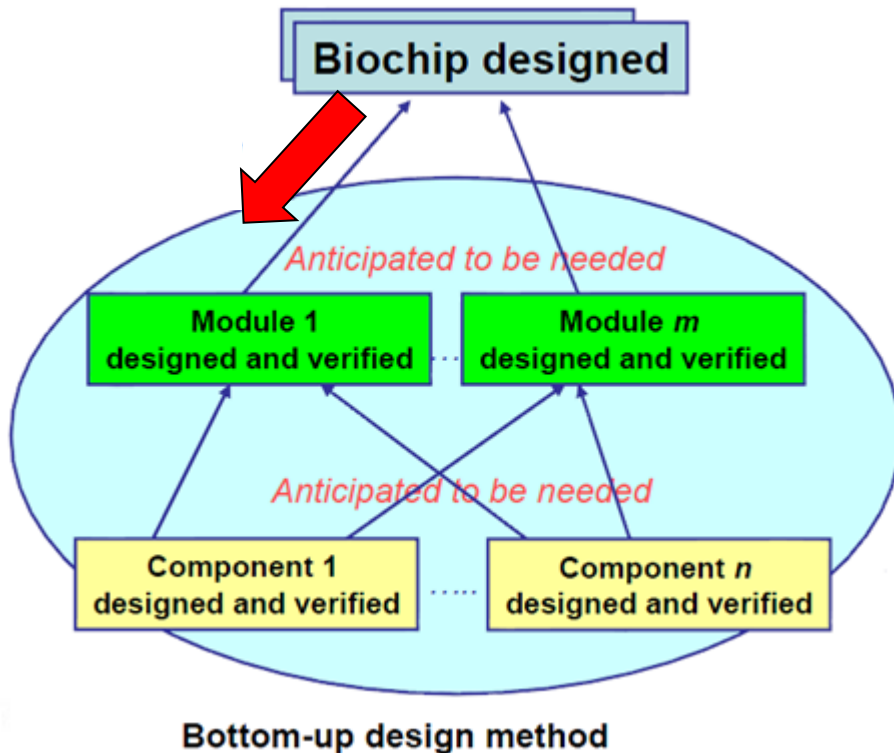 Biochip designed
Anticipated to be needed
Module 1
designed and verified
.....
Module m
designed and verified
Anticipated to be needed
Component 1
designed and verified
.....
Component n
designed and verified
Bottom-up design method